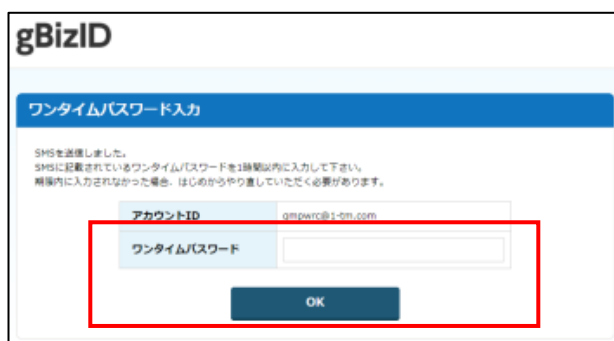 gBizID
ワンタイムパスワード入力
SMSを送信しました。
SMSに記載されているワンタイムパスワードを1時間以内に入力して下さい。
期限内に入力されなかった場合、はじめからやり直していただく必要があります。
アカウントID gmpwrc@1-tm.com
ワンタイムパスワード
OK